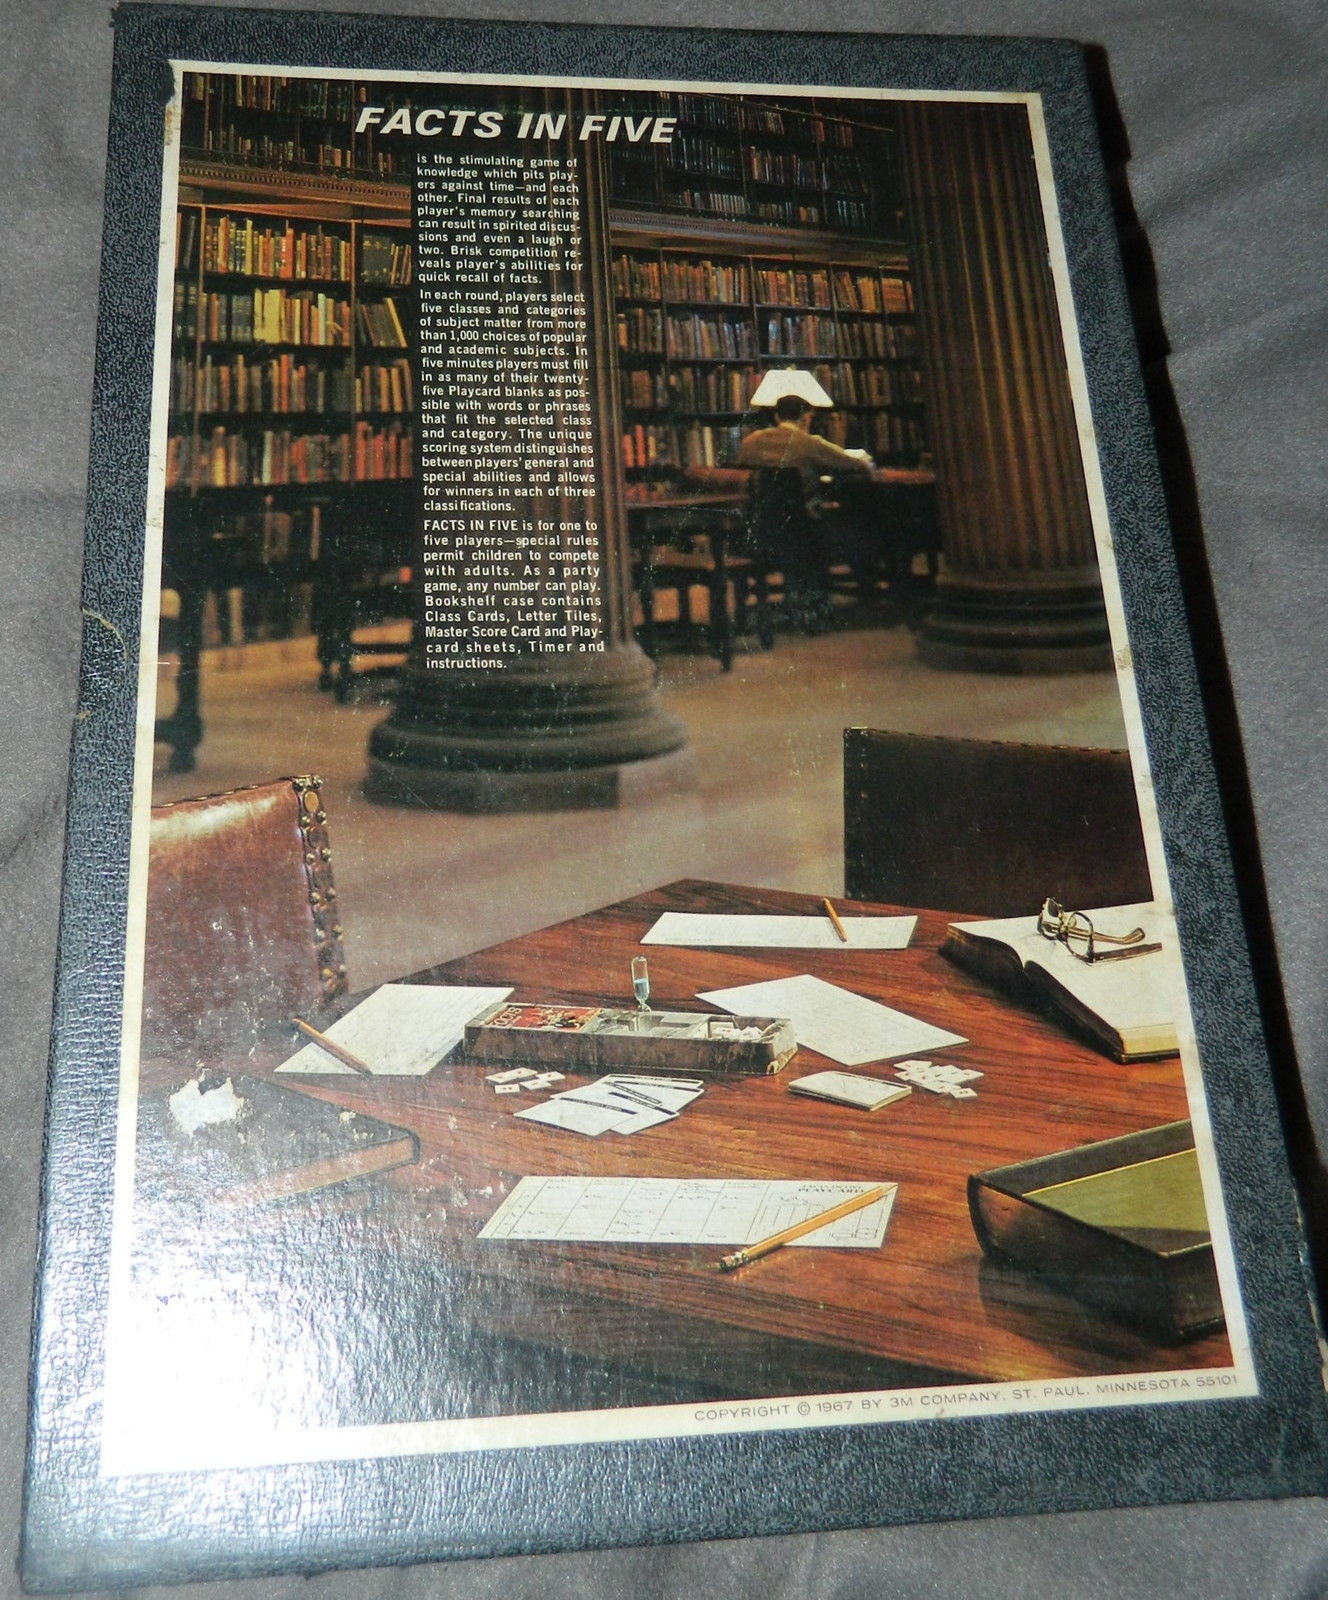 FACTS IN FIVE
is the stimulating game of
knowledge which pits play-
ers against time—and each
other. Final results of each
player's memory searching
can result in spirited discus-
sions and even a laugh or
two. Brisk competition re-
veals player's abilities for
quick recall of facts.
In each round, players select
five classes and categories
of subject matter from more
than 1,000 choices of popular
and academic subjects. In
five minutes players must fill
in as many of their twenty-
five Playcard blanks as pos-
sible with words or phrases
that fit the selected class
and category. The unique
scoring system distinguishes
between players' general and
special abilities and allows
for winners in each of three
classifications.
FACTS IN FIVE is for one to
five players—special rules
permit children to compete
with adults. As a party
game, any number can play.
Bookshelf case contains
Class Cards, Letter Tiles,
Master Score Card and Play-
card sheets, Timer and
instructions.
PLAYCARD
COPYRIGHT © 1967 BY 3M COMPANY, ST. PAUL, MINNESOTA 55101